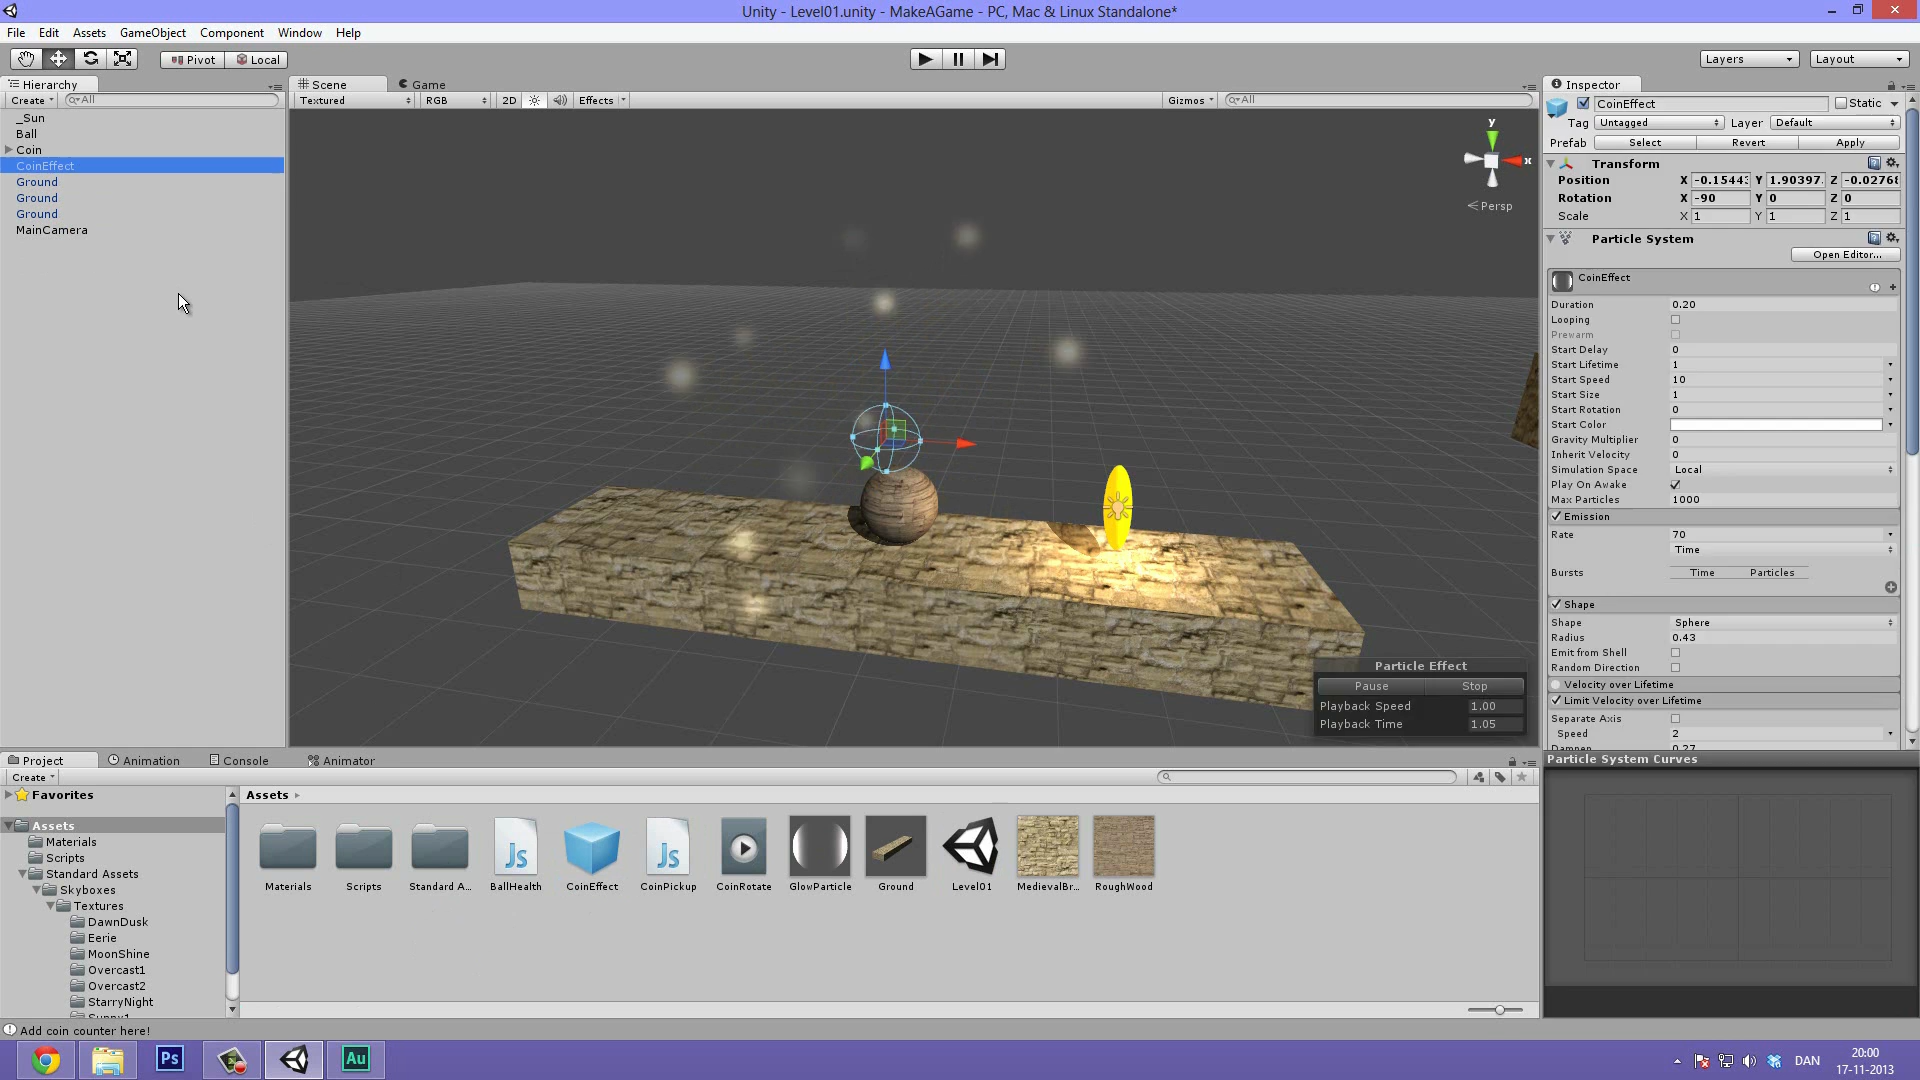 Unity - Level01.unity - MakeAGame - PC, Mac & Linux Standalone*
File Edit Assets GameObject Component Window Help
Pivot Local Layers Layout
Hierarchy
Create All
_Sun
Ball
Coin
CoinEffect
Ground
Ground
Ground
MainCamera
Scene Game
Textured RGB 2D Effects Gizmos All
y
x
Persp
Particle Effect
Pause Stop
Playback Speed 1.00
Playback Time 1.05
Inspector
CoinEffect Static
Tag Untagged Layer Default
Prefab Select Revert Apply
Transform
Position X -0.1544 Y 1.90397 Z -0.0276
Rotation X -90 Y 0 Z 0
Scale X 1 Y 1 Z 1
Particle System
Open Editor...
CoinEffect
Duration 0.20
Looping
Prewarm
Start Delay 0
Start Lifetime 1
Start Speed 10
Start Size 1
Start Rotation 0
Start Color
Gravity Multiplier 0
Inherit Velocity 0
Simulation Space Local
Play On Awake
Max Particles 1000
Emission
Rate 70
Time
Bursts Time Particles
Shape
Shape Sphere
Radius 0.43
Emit from Shell
Random Direction
Velocity over Lifetime
Limit Velocity over Lifetime
Separate Axis
Speed 2
Dampen 0.27
Particle System Curves
Project Animation Console Animator
Create
Favorites
Assets
Materials
Scripts
Standard Assets
Skyboxes
Textures
DawnDusk
Eerie
MoonShine
Overcast1
Overcast2
StarryNight
Sunny1
Assets
Materials Scripts Standard A... BallHealth CoinEffect CoinPickup CoinRotate GlowParticle Ground Level01 MedievalBr... RoughWood
Add coin counter here!
Ps Au
DAN
20:00
17-11-2013